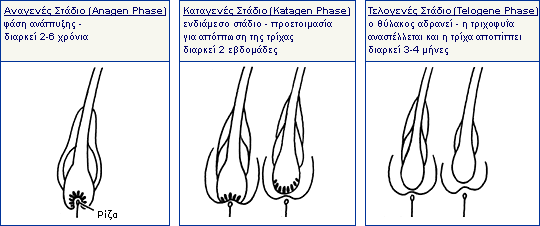 Αναγενές Στάδιο (Anagen Phase)
φάση ανάπτυξης -
διαρκεί 2-6 χρόνια
Ρίζα
Καταγενές Στάδιο (Katagen Phase)
ενδιάμεσο στάδιο - προετοιμασία
για απόπτωση της τρίχας
διαρκεί 2 εβδομάδες
Τελογενές Στάδιο (Telogene Phase)
ο θύλακος αδρανεί - η τριχοφυΐα
αναστέλλεται και η τρίχα αποπίπτει
διαρκεί 3-4 μήνες